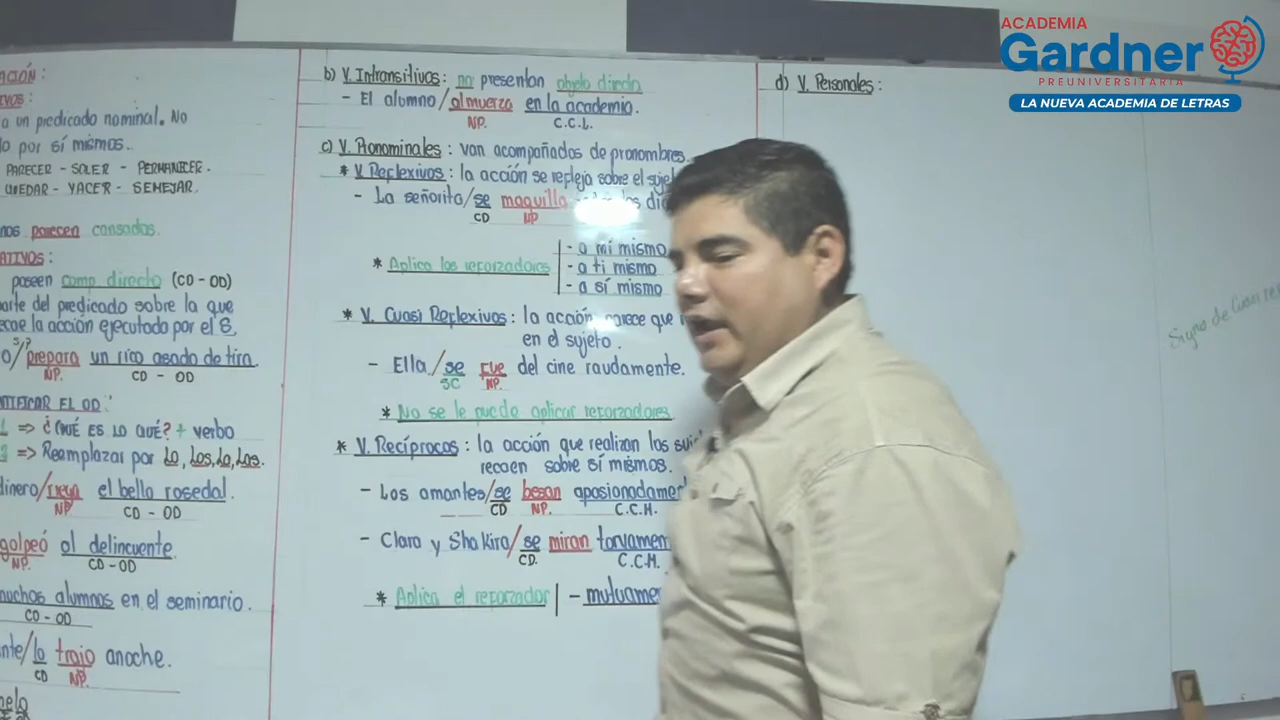 ACIÓN:
a un predicado nominal. No
lo por sí mismos.
PARECER - SOLER - PERMANECER.
QUEDAR - YACER - SEMEJAR.
parecen cansados.
poseen comp. directo (CD - OD)
parte del predicado sobre la que
recae la acción ejecutada por el S.
prepara un rico asado de tira.
NP. CD - OD
EL OD:
=> ¿QUÉ ES LO QUÉ? + verbo
=> Reemplazar por Lo, Los, La, Las.
riega el bello rosedal.
NP CD - OD
golpeó al delincuente
NP. CD-OD
muchos alumnos en el seminario.
CD - OD
lo trajo anoche.
CD NP.
b) V. Intransitivos: no presentan objeto directo
- El alumno/almuerza en la academia.
NP. C.C.L.
c) V. Pronominales: van acompañados de pronombres.
* V. Reflexivos: la acción se refleja sobre el
- La señorita/se maquilla
CD NP
* Aplica los reforzadores
- a mí mismo
- a ti mismo
- a sí mismo
* V. Cuasi Reflexivos: la acción parece que
en el sujeto.
- Ella/se fue del cine raudamente.
SC NP.
* No se le puede aplicar reforzadores
* V. Recíprocos: la acción que realizan los
recaen sobre sí mismos.
- Los amantes/se besan
CD NP. C.C.M.
- Clara y Shakira/se miran
CD. C.C.M.
* Aplica el reforzador | -
d) V. Personales:
Signo de
ACADEMIA
Gardner
PREUNIVERSITARIA
LA NUEVA ACADEMIA DE LETRAS